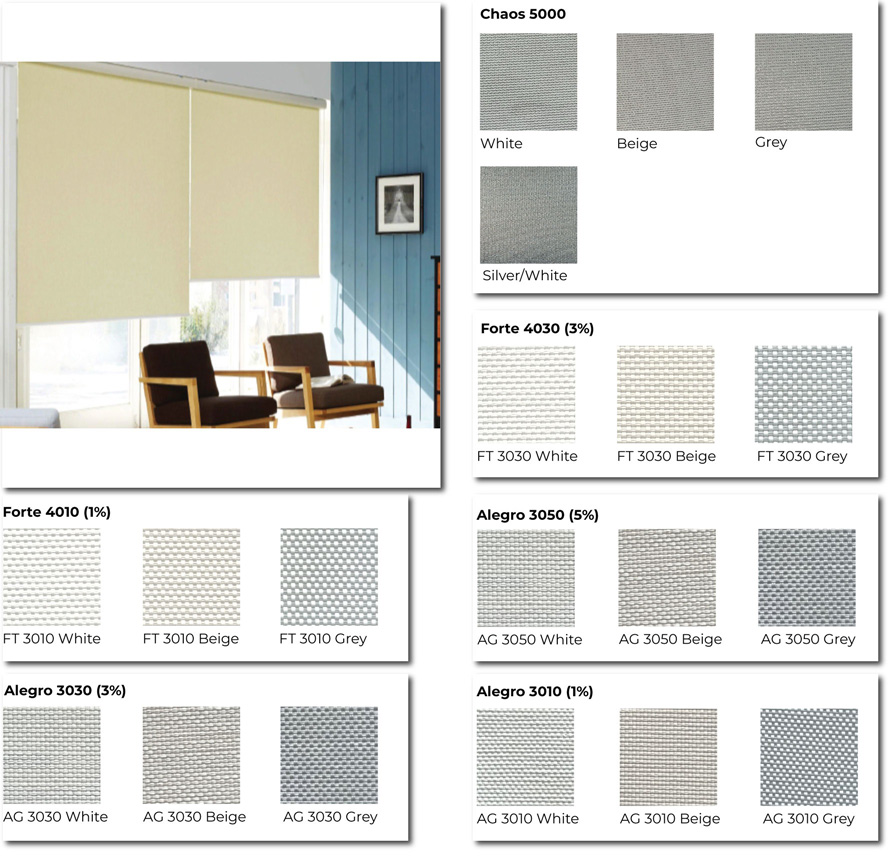 Chaos 5000
White
Beige
Grey
Silver/White
Forte 4030 (3%)
FT 3030 White
FT 3030 Beige
FT 3030 Grey
Forte 4010 (1%)
FT 3010 White
FT 3010 Beige
FT 3010 Grey
Alegro 3050 (5%)
AG 3050 White
AG 3050 Beige
AG 3050 Grey
Alegro 3030 (3%)
AG 3030 White
AG 3030 Beige
AG 3030 Grey
Alegro 3010 (1%)
AG 3010 White
AG 3010 Beige
AG 3010 Grey